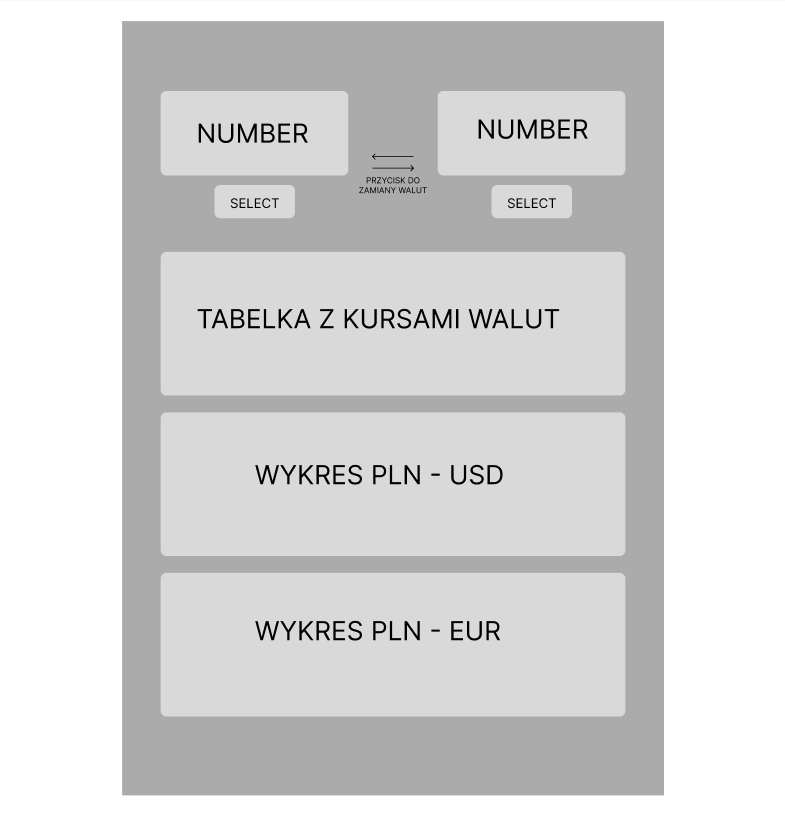 NUMBER
NUMBER
PRZYCISK DO
ZAMIANY WALUT
SELECT
SELECT
TABELKA Z KURSAMI WALUT
WYKRES PLN - USD
WYKRES PLN - EUR